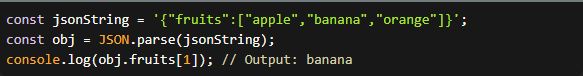 const jsonString = '{"fruits":["apple","banana","orange"]}';
const obj = JSON.parse(jsonString);
console.log(obj.fruits[1]); // Output: banana